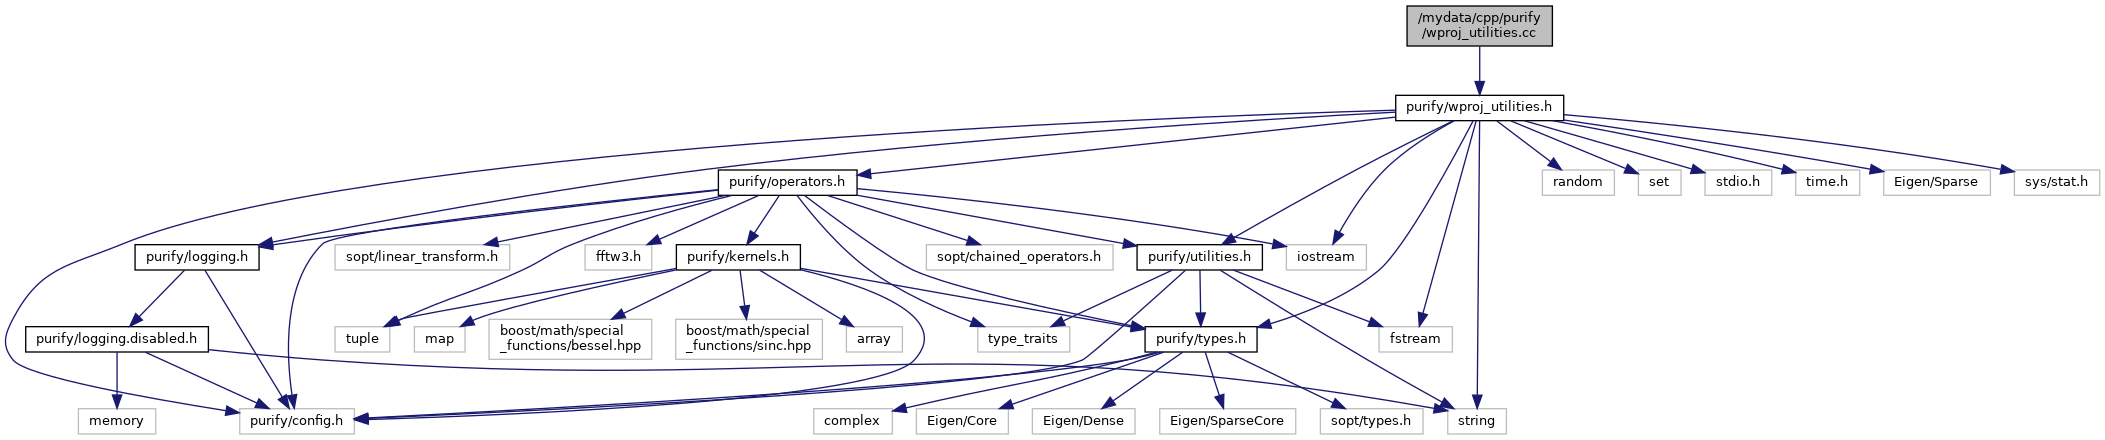 /mydata/cpp/purify
/wproj_utilities.cc
purify/wproj_utilities.h
purify/operators.h
random
set
stdio.h
time.h
Eigen/Sparse
sys/stat.h
purify/logging.h
sopt/linear_transform.h
fftw3.h
purify/kernels.h
sopt/chained_operators.h
purify/utilities.h
iostream
purify/logging.disabled.h
tuple
map
boost/math/special
_functions/bessel.hpp
boost/math/special
_functions/sinc.hpp
array
type_traits
purify/types.h
fstream
memory
purify/config.h
complex
Eigen/Core
Eigen/Dense
Eigen/SparseCore
sopt/types.h
string